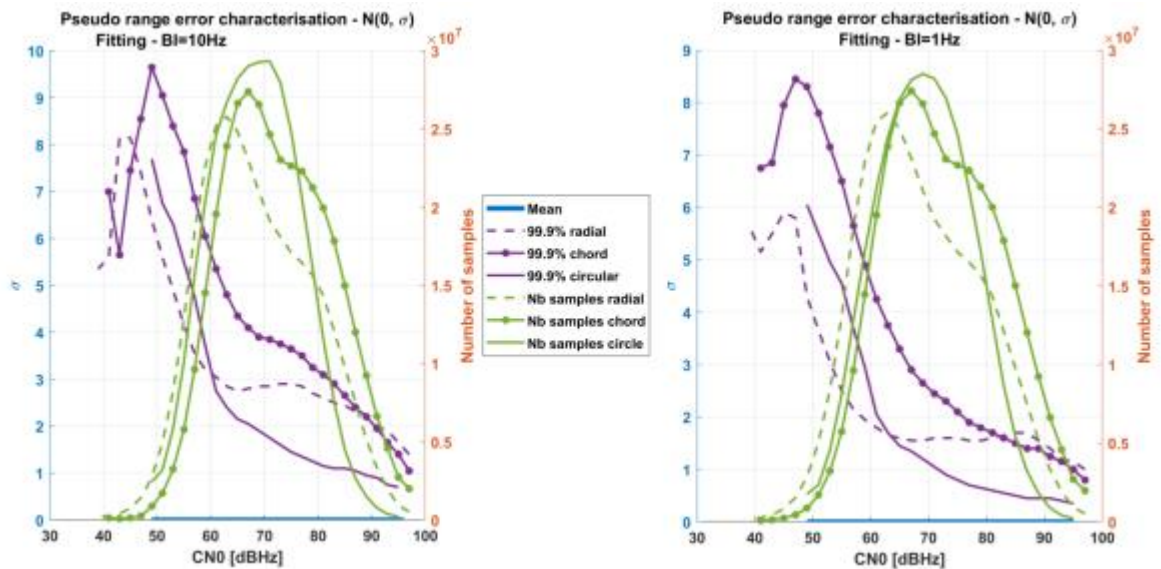 Pseudo range error characterisation - N(0, σ)
Fitting - Bl=10Hz
×10⁷
10
9
8
7
6
5
4
3
2
1
0
σ
3
2.5
2
1.5
1
0.5
0
Number of samples
30 40 50 60 70 80 90 100
CN0 [dBHz]
Mean
99.9% radial
99.9% chord
99.9% circular
Nb samples radial
Nb samples chord
Nb samples circle
Pseudo range error characterisation - N(0, σ)
Fitting - Bl=1Hz
×10⁷
9
8
7
6
5
4
3
2
1
0
σ
3
2.5
2
1.5
1
0.5
0
Number of samples
30 40 50 60 70 80 90 100
CN0 [dBHz]